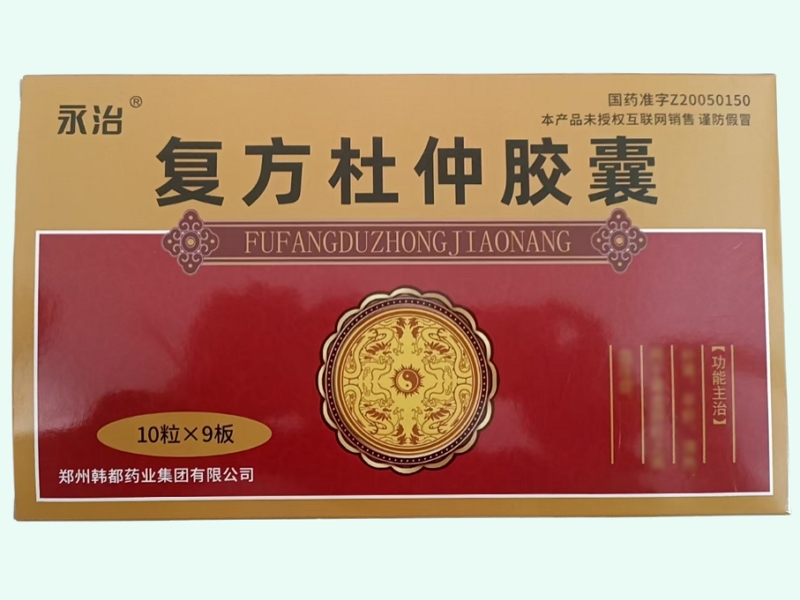 永治®
国药准字Z20050150
本产品未授权互联网销售 谨防假冒
复方杜仲胶囊
FUFANGDUZHONGJIAONANG
【功能主治】
10粒×9板
郑州韩都药业集团有限公司